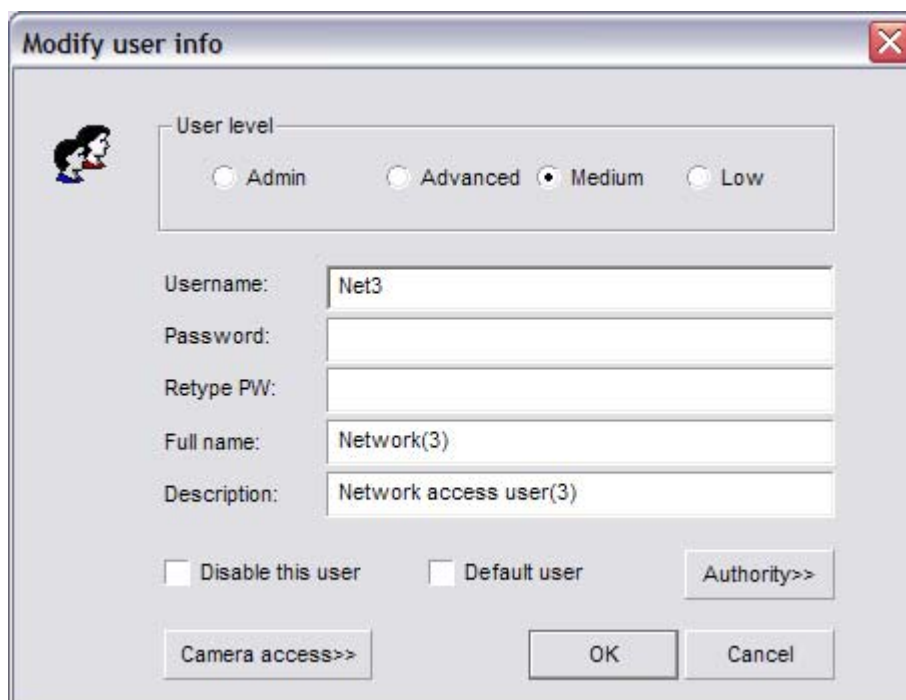 Modify user info
User level
Admin Advanced Medium Low
Username: Net3
Password:
Retype PW:
Full name: Network(3)
Description: Network access user(3)
Disable this user Default user Authority>>
Camera access>> OK Cancel